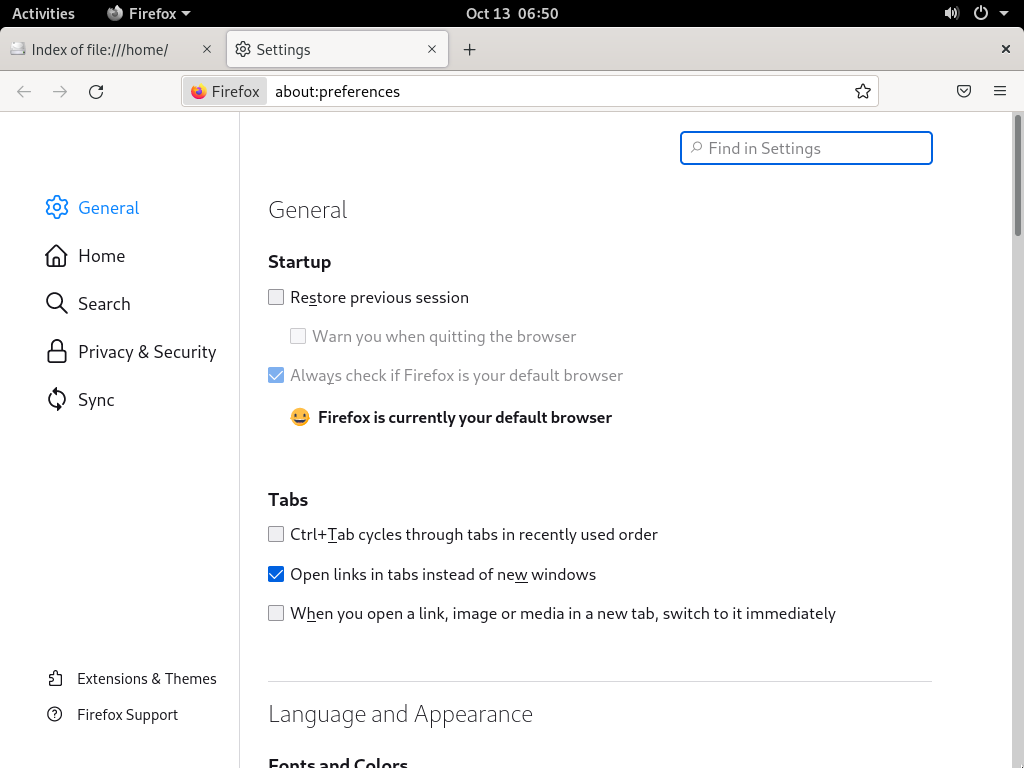 Activities Firefox Oct 13 06:50
Index of file:///home/ Settings
Firefox about:preferences
Find in Settings
General
Home
Search
Privacy & Security
Sync
Extensions & Themes
Firefox Support
General
Startup
Restore previous session
Warn you when quitting the browser
Always check if Firefox is your default browser
Firefox is currently your default browser
Tabs
Ctrl+Tab cycles through tabs in recently used order
Open links in tabs instead of new windows
When you open a link, image or media in a new tab, switch to it immediately
Language and Appearance
Fonts and Colors